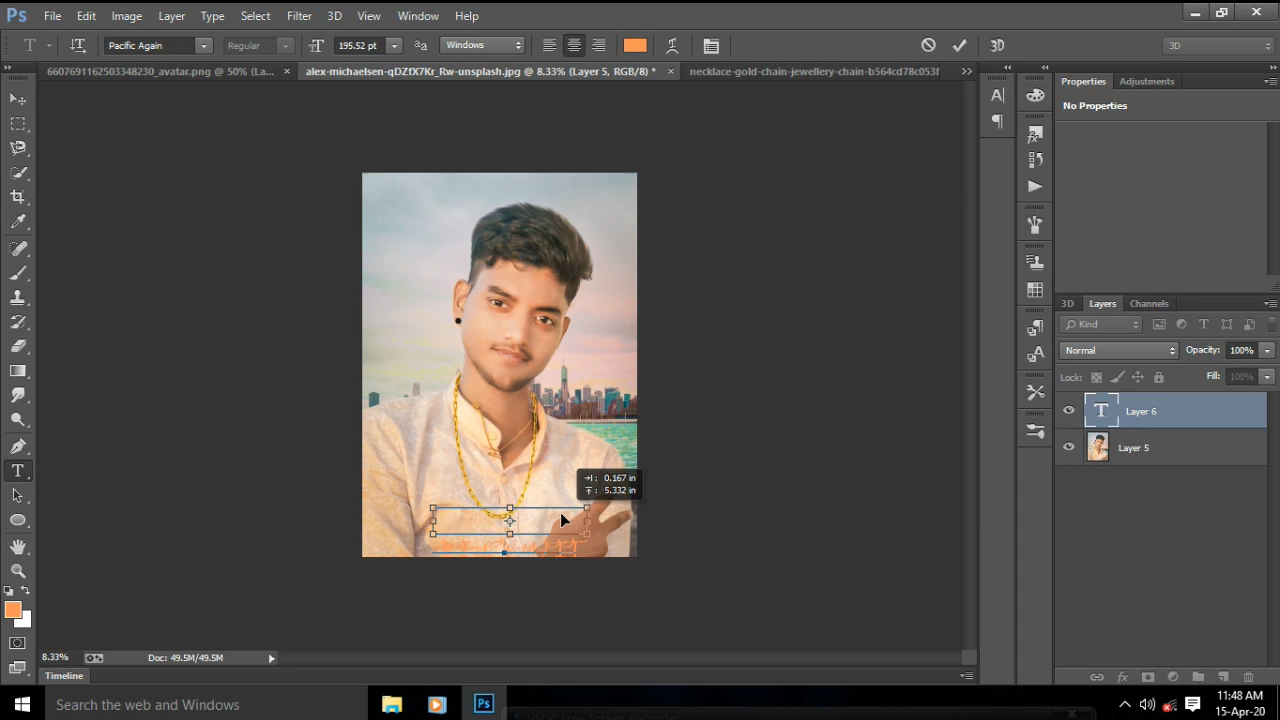 Ps File Edit Image Layer Type Select Filter 3D View Window Help
T Pacific Again Regular 195.52 pt Windows 3D 3D
6607691162503348230_avatar.png @ 50% (La... alex-michaelsen-qDZfX7Kr_Rw-unsplash.jpg @ 8.33% (Layer 5, RGB/8) * necklace-gold-chain-jewellery-chain-b564cd78c053f
Properties Adjustments
No Properties
3D Layers Channels
Kind
Normal Opacity: 100%
Lock: Fill: 100%
T Layer 6
Layer 5
0.167 in
5.332 in
8.33% Doc: 49.5M/49.5M
Timeline
Search the web and Windows
Ps
11:48 AM
15-Apr-20